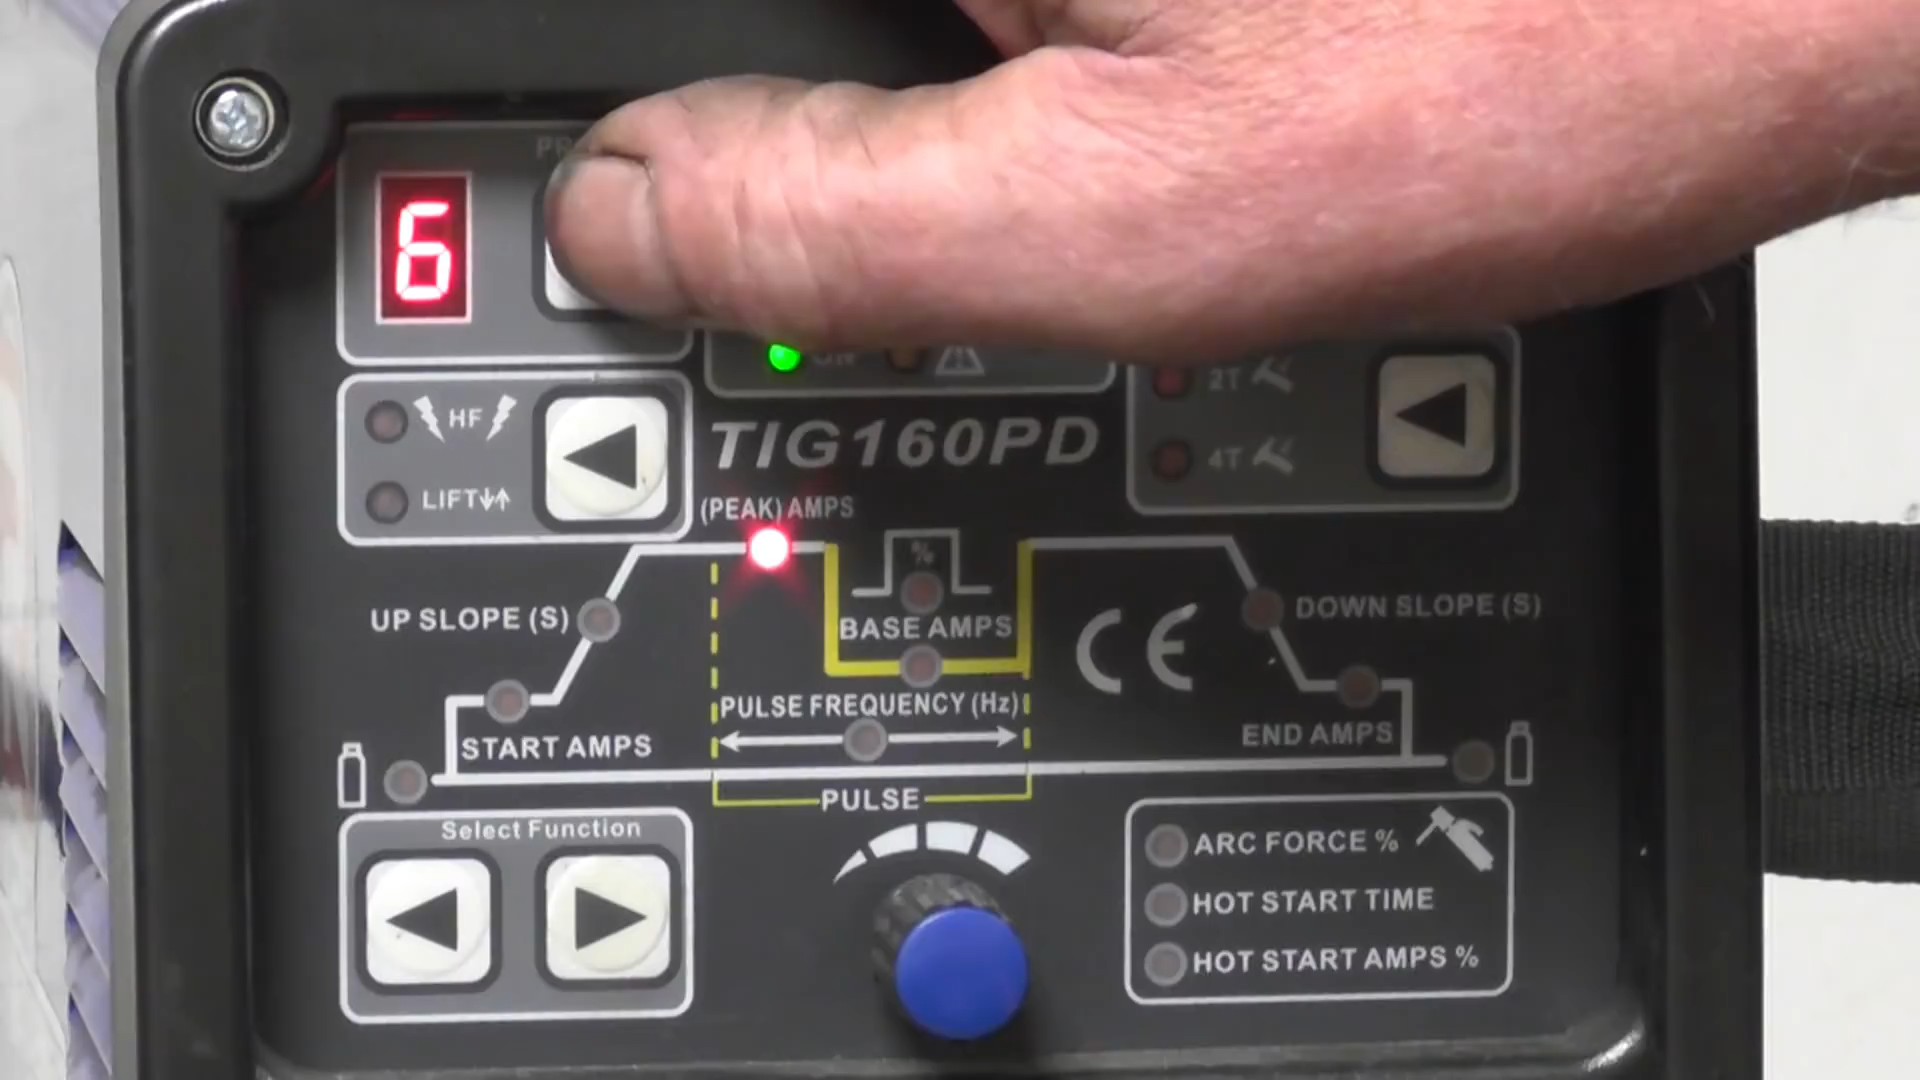 6
ON
2T
HF
TIG160PD
4T
LIFT
(PEAK) AMPS
%
UP SLOPE (S)
BASE AMPS
CE
DOWN SLOPE (S)
PULSE FREQUENCY (Hz)
START AMPS
END AMPS
PULSE
Select Function
ARC FORCE %
HOT START TIME
HOT START AMPS %